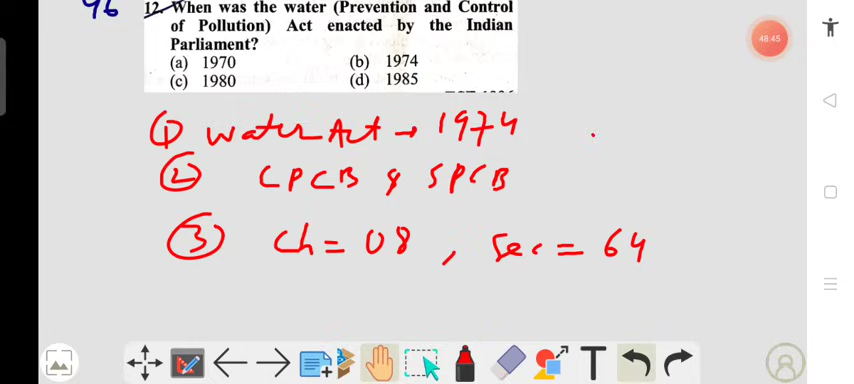 96
12. When was the water (Prevention and Control
of Pollution) Act enacted by the Indian
Parliament?
(a) 1970 (b) 1974
(c) 1980 (d) 1985
① Water Act → 1974
② CPCB & SPCB
③ Ch = 08, Sec = 64
48:45
T